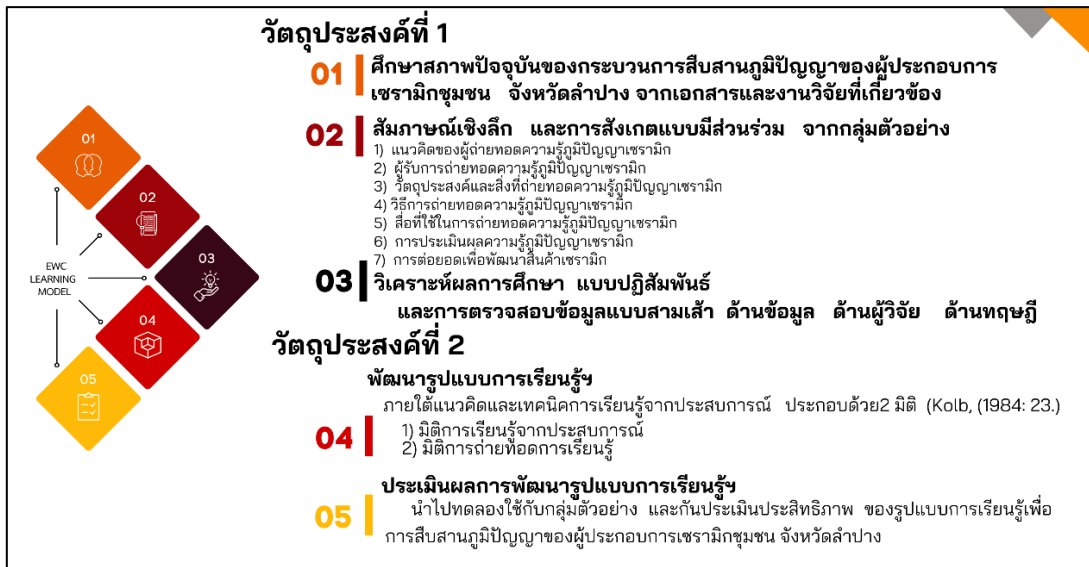 วัตถุประสงค์ที่ 1
01 ศึกษาสภาพปัจจุบันของกระบวนการสืบสานภูมิปัญญาของผู้ประกอบการ
เซรามิกชุมชน จังหวัดลำปาง จากเอกสารและงานวิจัยที่เกี่ยวข้อง
02 สัมภาษณ์เชิงลึก และการสังเกตแบบมีส่วนร่วม จากกลุ่มตัวอย่าง
1) แนวคิดของผู้ถ่ายทอดความรู้ภูมิปัญญาเซรามิก
2) ผู้รับการถ่ายทอดความรู้ภูมิปัญญาเซรามิก
3) วัตถุประสงค์และสิ่งที่ถ่ายทอดความรู้ภูมิปัญญาเซรามิก
4) วิธีการถ่ายทอดความรู้ภูมิปัญญาเซรามิก
5) สื่อที่ใช้ในการถ่ายทอดความรู้ภูมิปัญญาเซรามิก
6) การประเมินผลความรู้ภูมิปัญญาเซรามิก
7) การต่อยอดเพื่อพัฒนาสินค้าเซรามิก
03 วิเคราะห์ผลการศึกษา แบบปฏิสัมพันธ์
และการตรวจสอบข้อมูลแบบสามเส้า ด้านข้อมูล ด้านผู้วิจัย ด้านทฤษฎี
วัตถุประสงค์ที่ 2
พัฒนารูปแบบการเรียนรู้ฯ
ภายใต้แนวคิดและเทคนิคการเรียนรู้จากประสบการณ์ ประกอบด้วย2 มิติ (Kolb, (1984: 23.)
04
1) มิติการเรียนรู้จากประสบการณ์
2) มิติการถ่ายทอดการเรียนรู้
ประเมินผลการพัฒนารูปแบบการเรียนรู้ฯ
05 นำไปทดลองใช้กับกลุ่มตัวอย่าง และกันประเมินประสิทธิภาพ ของรูปแบบการเรียนรู้เพื่อ
การสืบสานภูมิปัญญาของผู้ประกอบการเซรามิกชุมชน จังหวัดลำปาง
01
02
03
04
05
EWC
LEARNING
MODEL